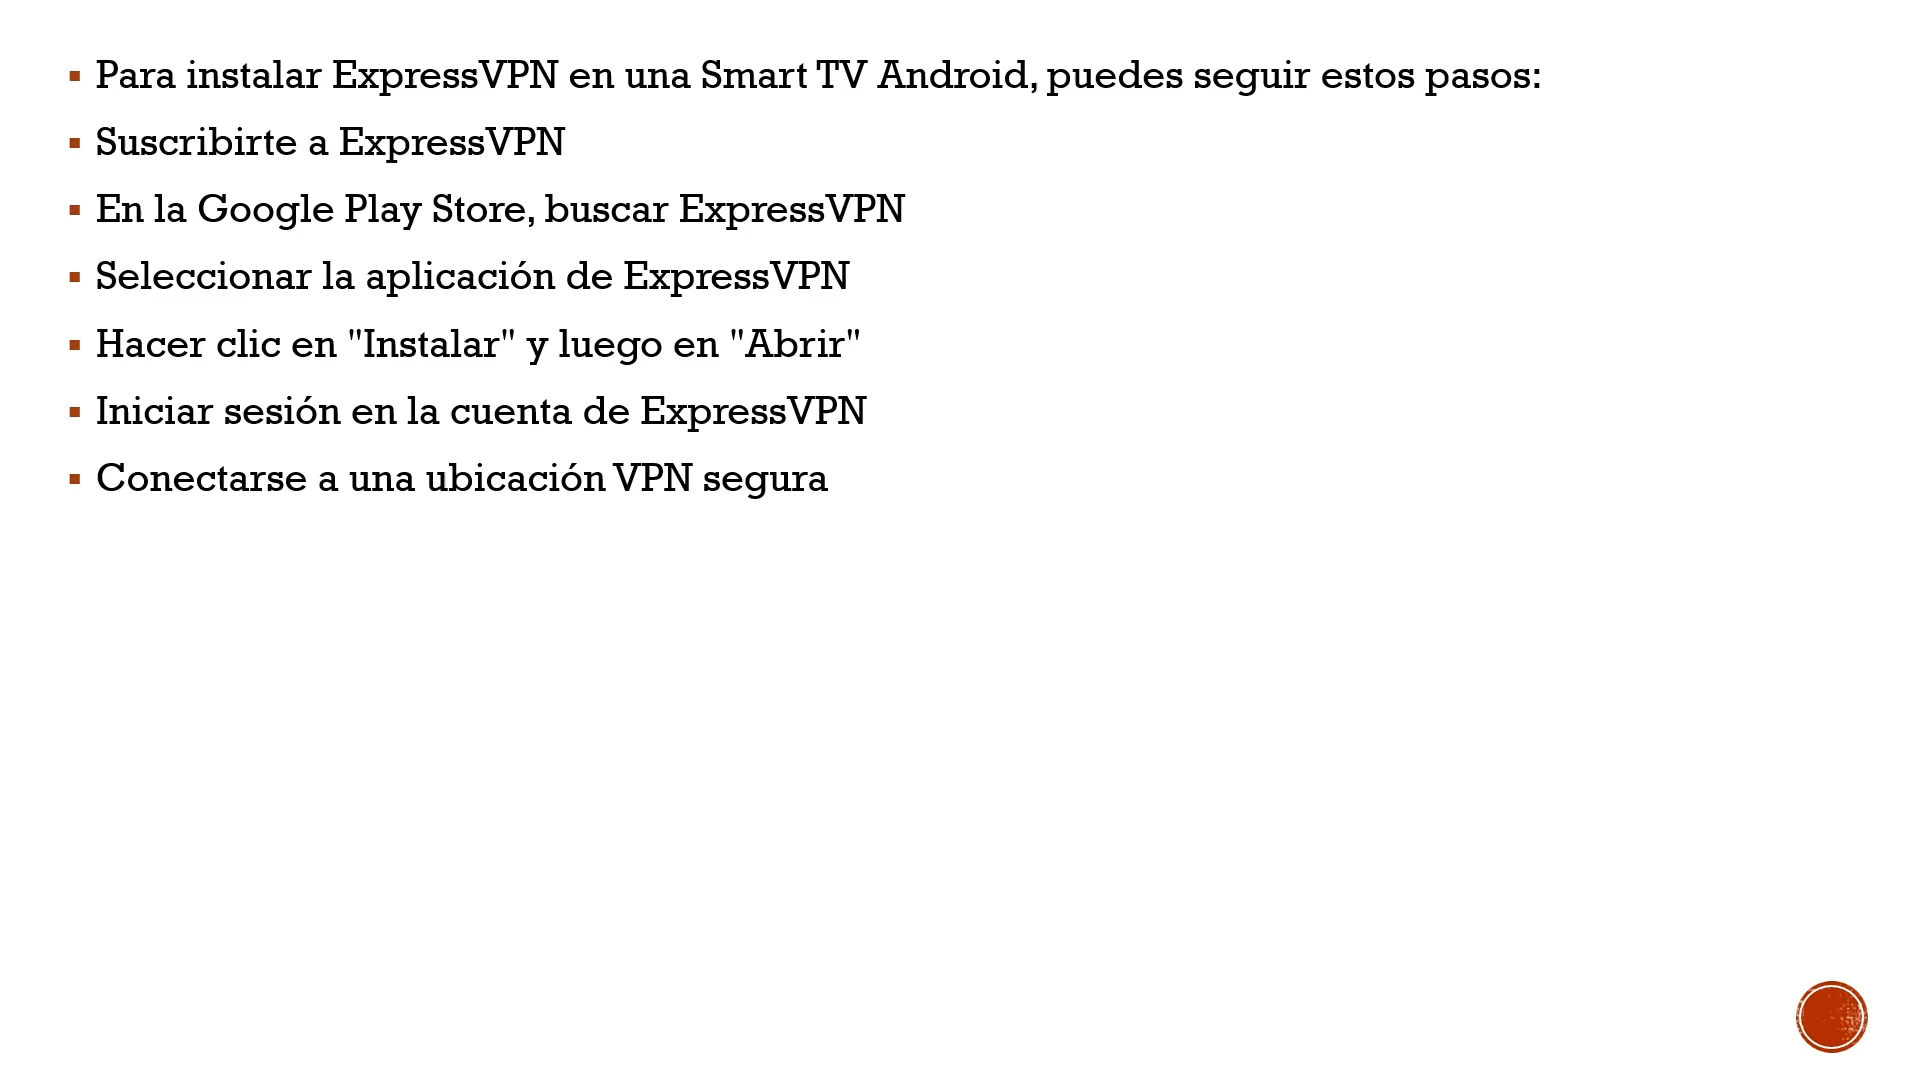 Para instalar ExpressVPN en una Smart TV Android, puedes seguir estos pasos:
Suscribirte a ExpressVPN
En la Google Play Store, buscar ExpressVPN
Seleccionar la aplicación de ExpressVPN
Hacer clic en "Instalar" y luego en "Abrir"
Iniciar sesión en la cuenta de ExpressVPN
Conectarse a una ubicación VPN segura